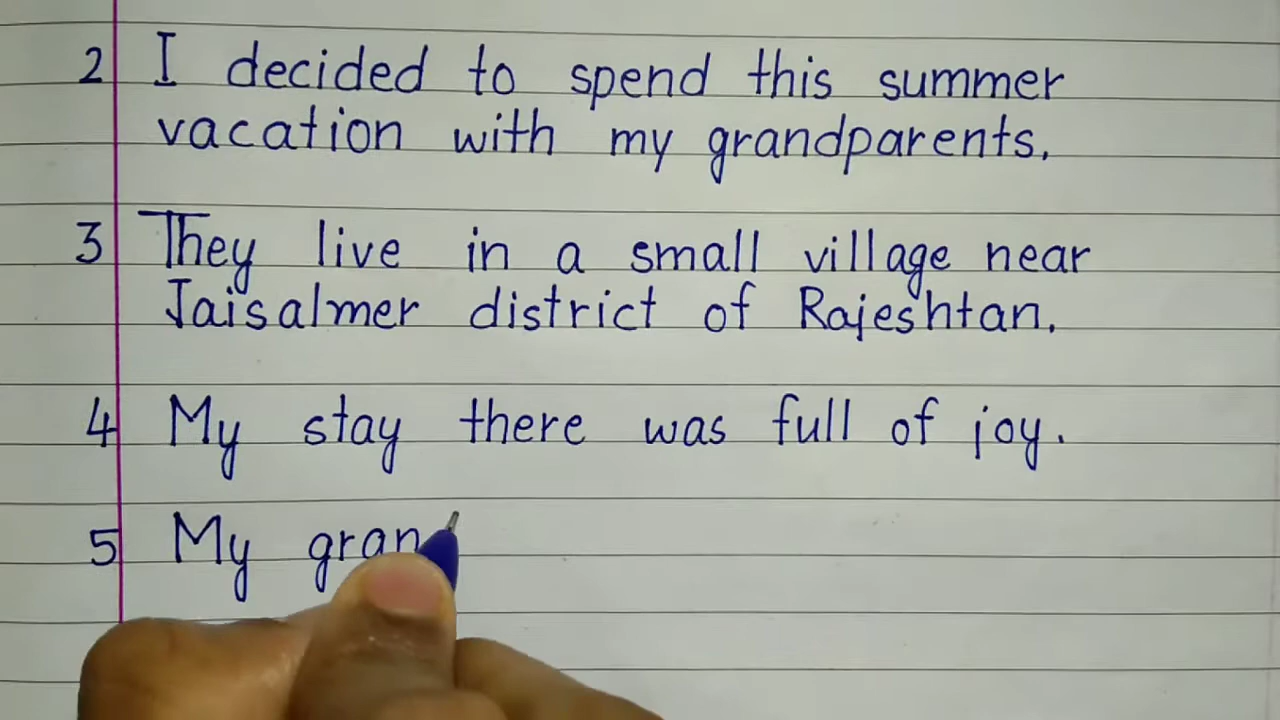 2 I decided to spend this summer
vacation with my grandparents.
3 They live in a small village near
Jaisalmer district of Rajeshtan.
4 My stay there was full of joy.
5 My gran